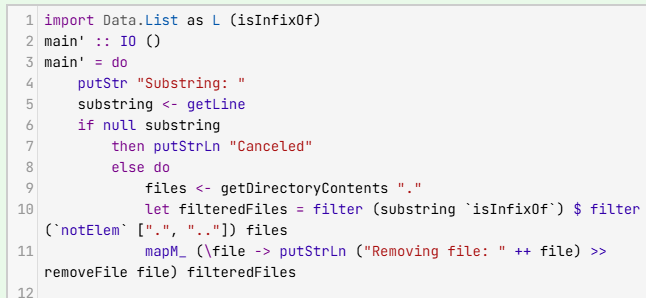 1 import Data.List as L (isInfixOf)
2 main' :: IO ()
3 main' = do
4     putStr "Substring: "
5     substring <- getLine
6     if null substring
7         then putStrLn "Canceled"
8         else do
9             files <- getDirectoryContents "."
10             let filteredFiles = filter (substring `isInfixOf`) $ filter
(`notElem` [".", ".."]) files
11             mapM_ (\file -> putStrLn ("Removing file: " ++ file) >>
removeFile file) filteredFiles
12